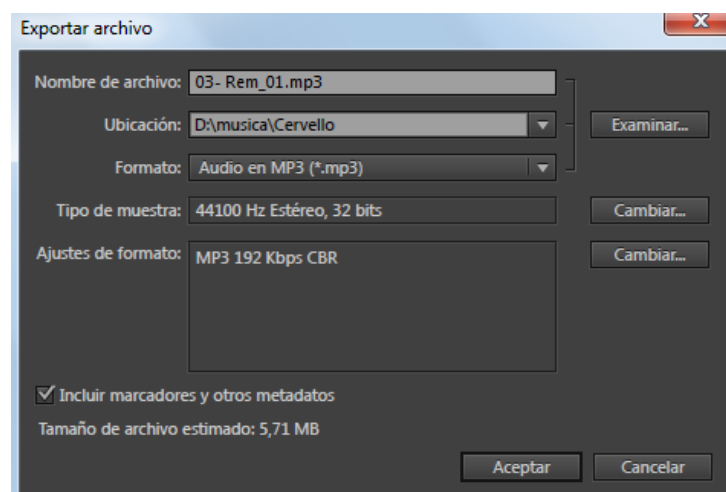 Exportar archivo
Nombre de archivo: 03- Rem_01.mp3
Ubicación: D:\musica\Cervello Examinar...
Formato: Audio en MP3 (*.mp3)
Tipo de muestra: 44100 Hz Estéreo, 32 bits Cambiar...
Ajustes de formato: MP3 192 Kbps CBR Cambiar...
Incluir marcadores y otros metadatos
Tamaño de archivo estimado: 5,71 MB
Aceptar Cancelar